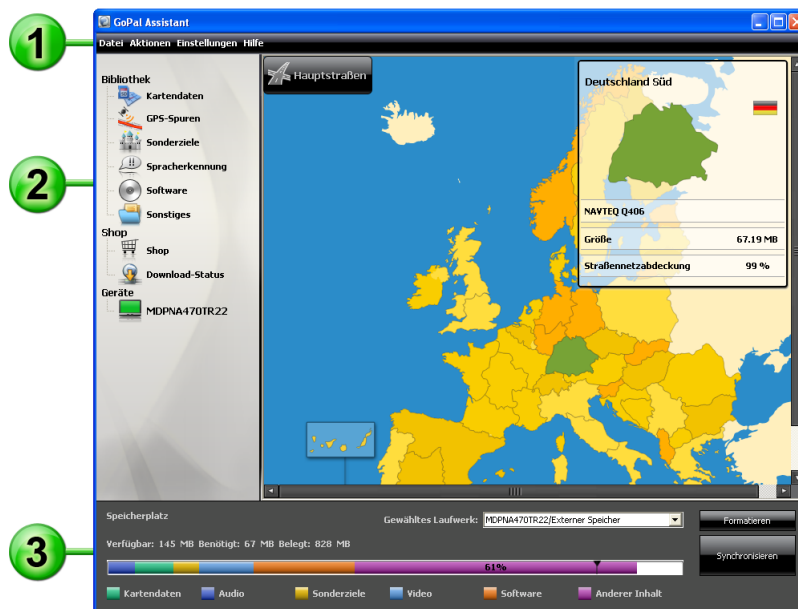 GoPal Assistant
1
Datei Aktionen Einstellungen Hilfe
Hauptstraßen
Deutschland Süd
NAVTEQ Q406
Größe 67.19 MB
Straßennetzabdeckung 99 %
2
Bibliothek
Kartendaten
GPS-Spuren
Sonderziele
Spracherkennung
Software
Sonstiges
Shop
Shop
Download-Status
Geräte
MDPNA470TR22
3
Speicherplatz
Gewähltes Laufwerk: MDPNA470TR22/Externer Speicher
Formatieren
Verfügbar: 145 MB Benötigt: 67 MB Belegt: 828 MB
Synchronisieren
61%
Kartendaten Audio Sonderziele Video Software Anderer Inhalt